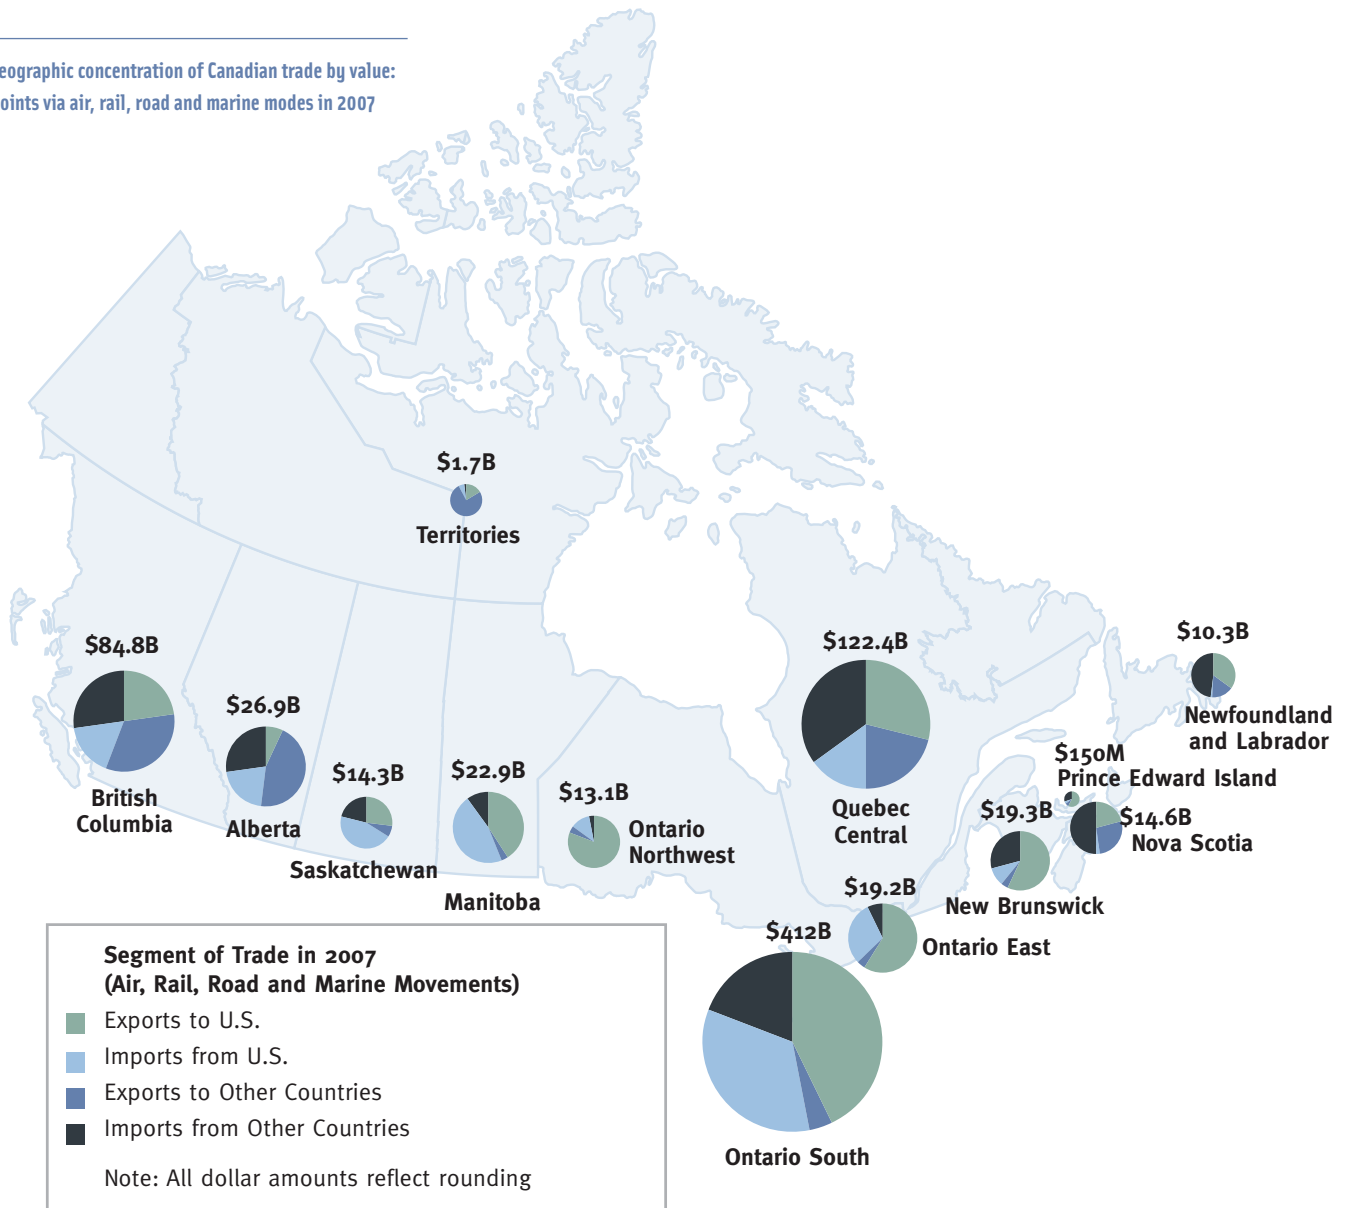 eographic concentration of Canadian trade by value:
oints via air, rail, road and marine modes in 2007
$1.7B
Territories
$84.8B
British
Columbia
$26.9B
Alberta
$14.3B
Saskatchewan
$22.9B
Manitoba
$13.1B
Ontario
Northwest
$122.4B
Quebec
Central
$10.3B
Newfoundland
and Labrador
$150M
Prince Edward Island
$14.6B
Nova Scotia
$19.3B
New Brunswick
$19.2B
Ontario East
$412B
Ontario South
Segment of Trade in 2007
(Air, Rail, Road and Marine Movements)
Exports to U.S.
Imports from U.S.
Exports to Other Countries
Imports from Other Countries
Note: All dollar amounts reflect rounding